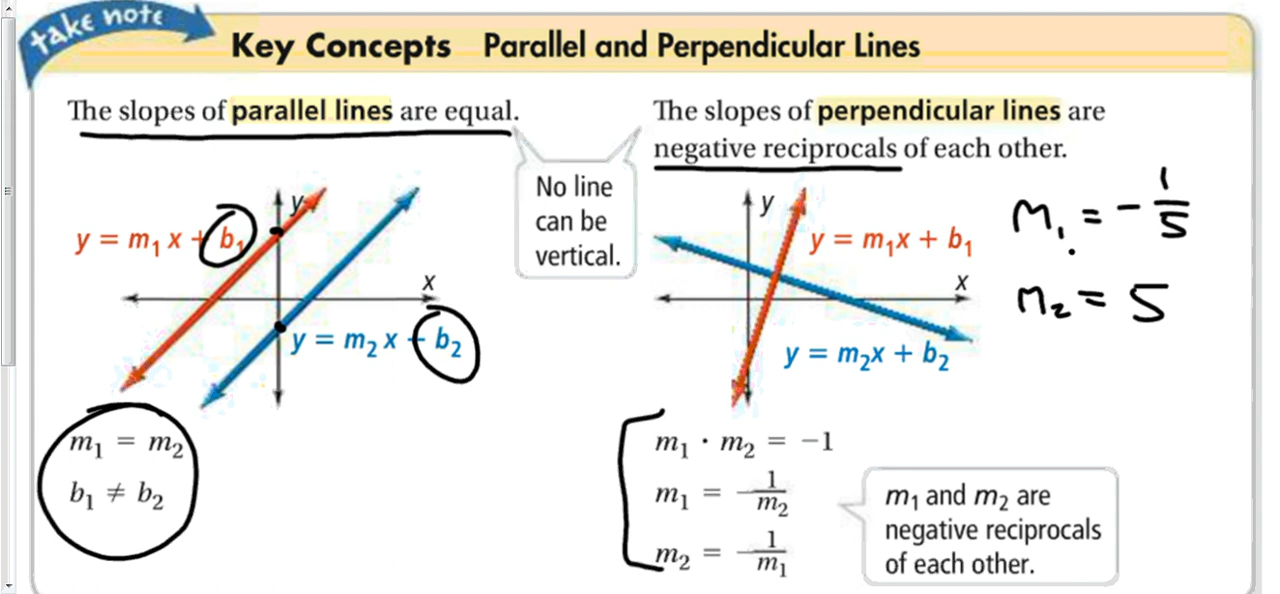 take note
Key Concepts Parallel and Perpendicular Lines
The slopes of parallel lines are equal.
No line
can be
vertical.
y = m₁x + b₁
y
x
y = m₂x + b₂
m₁ = m₂
b₁ ≠ b₂
The slopes of perpendicular lines are
negative reciprocals of each other.
y
y = m₁x + b₁
x
y = m₂x + b₂
m₁ = -1/5
m₂ = 5
m₁ · m₂ = −1
m₁ = −1/m₂
m₂ = −1/m₁
m₁ and m₂ are
negative reciprocals
of each other.